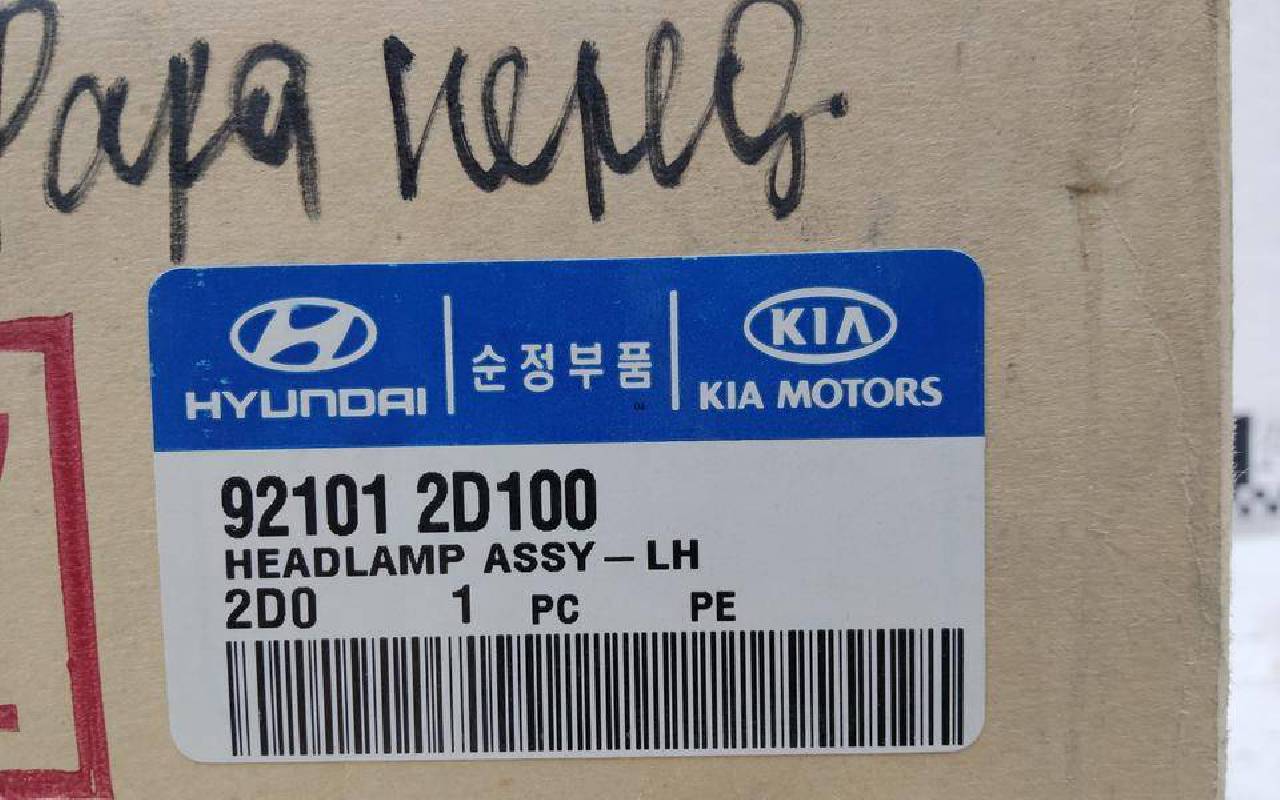 Фара перед.
HYUNDAI
순정부품
KIA
KIA MOTORS
92101 2D100
HEADLAMP ASSY – LH
2D0 1 PC PE